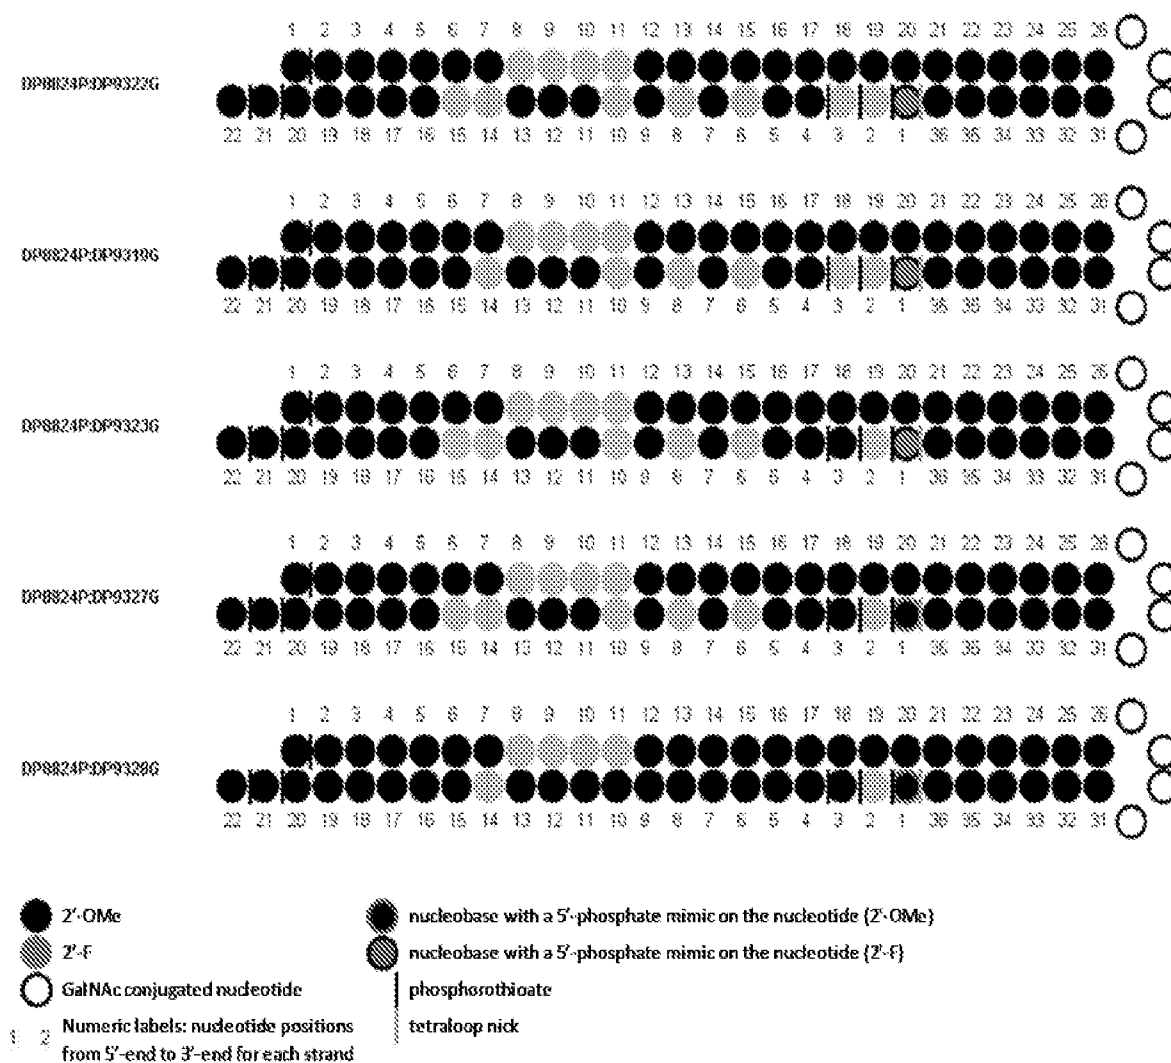 1 2 3 4 5 6 7 8 9 10 11 12 13 14 15 16 17 18 19 20 21 22 23 24 25 26
DP8824P:DP9322G
22 21 20 19 18 17 16 15 14 13 12 11 10 9 8 7 6 5 4 3 2 1 36 35 34 33 32 31
1 2 3 4 5 6 7 8 9 10 11 12 13 14 15 16 17 18 19 20 21 22 23 24 25 26
DP8824P:DP9319G
22 21 20 19 18 17 16 15 14 13 12 11 10 9 8 7 6 5 4 3 2 1 36 35 34 33 32 31
1 2 3 4 5 6 7 8 9 10 11 12 13 14 15 16 17 18 19 20 21 22 23 24 25 26
DP8824P:DP9323G
22 21 20 19 18 17 16 15 14 13 12 11 10 9 8 7 6 5 4 3 2 1 36 35 34 33 32 31
1 2 3 4 5 6 7 8 9 10 11 12 13 14 15 16 17 18 19 20 21 22 23 24 25 26
DP8824P:DP9327G
22 21 20 19 18 17 16 15 14 13 12 11 10 9 8 7 6 5 4 3 2 1 36 35 34 33 32 31
1 2 3 4 5 6 7 8 9 10 11 12 13 14 15 16 17 18 19 20 21 22 23 24 25 26
DP8824P:DP9328G
22 21 20 19 18 17 16 15 14 13 12 11 10 9 8 7 6 5 4 3 2 1 36 35 34 33 32 31
2'-OMe
2'-F
GalNAc conjugated nucleotide
1 2 Numeric labels: nucleotide positions
from 5'-end to 3'-end for each strand
nucleobase with a 5'-phosphate mimic on the nucleotide (2'-OMe)
nucleobase with a 5'-phosphate mimic on the nucleotide (2'-F)
phosphorothioate
tetraloop nick